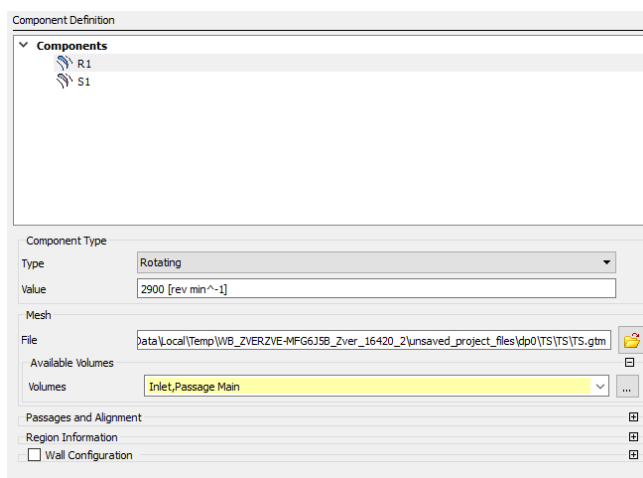 Component Definition
Components
R1
S1
Component Type
Type Rotating
Value 2900 [rev min^-1]
Mesh
File Data\Local\Temp\WB_ZVERZVE-MFG6J5B_Zver_16420_2\unsaved_project_files\dp0\TS\TS\TS.gtm
Available Volumes
Volumes Inlet,Passage Main ...
Passages and Alignment
Region Information
Wall Configuration